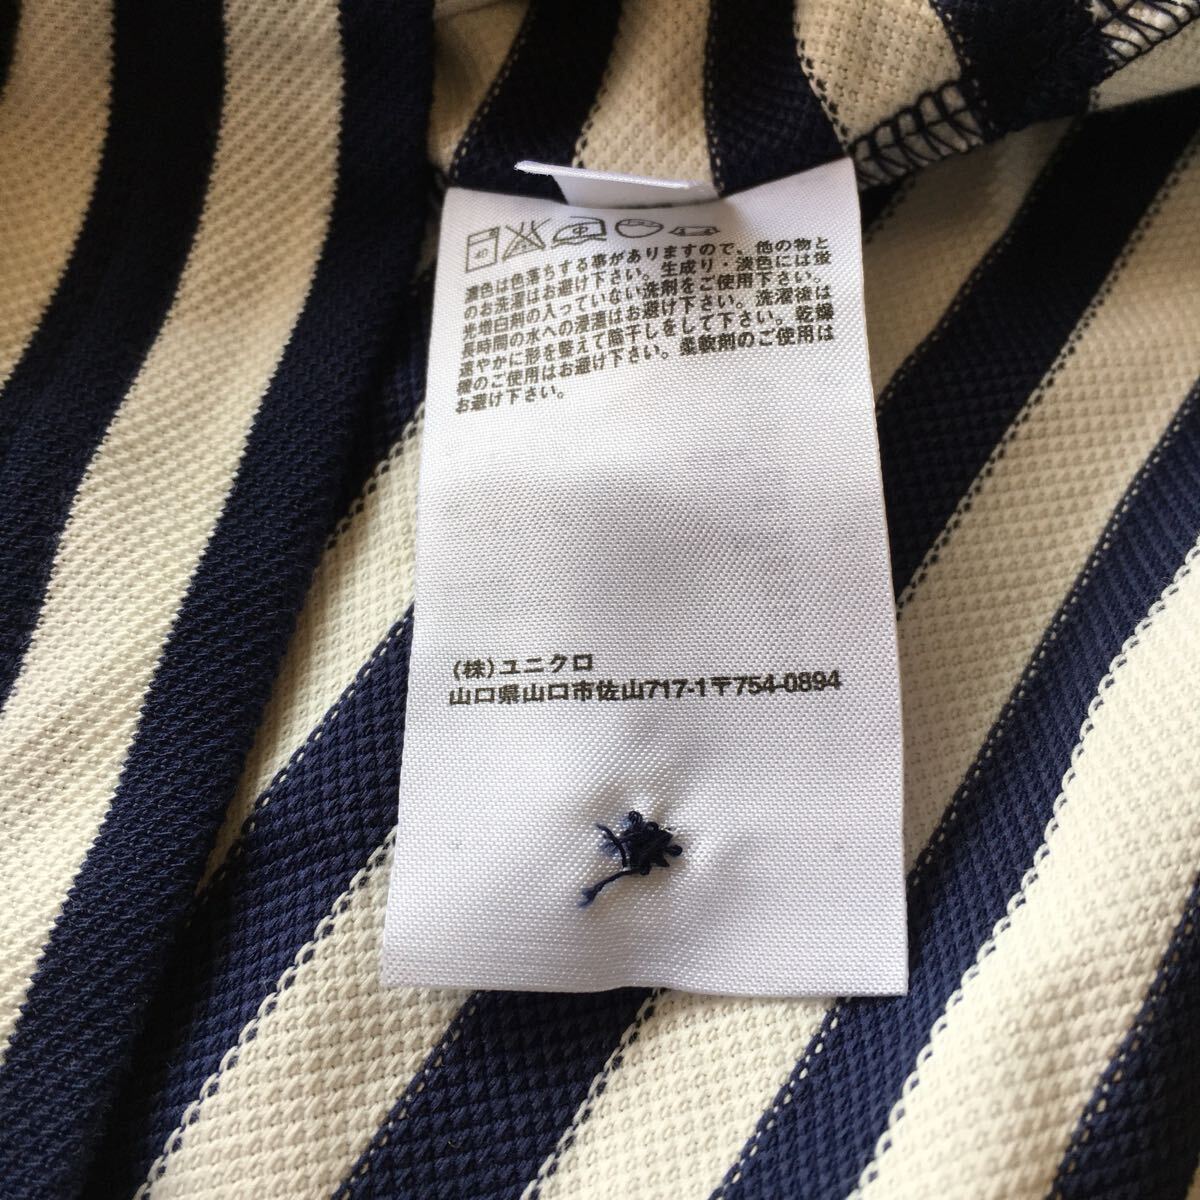 40
中
濃色は色落ちする事がありますので、他の物と
のお洗濯はお避け下さい。生成り・淡色には後
光増白剤の入っていない洗剤をご使用下さい。
長時間の水への浸漬はお避け下さい。洗濯後は
速やかに形を整えて陰干しをして下さい。乾燥
機のご使用はお避け下さい。柔軟剤のご使用は
お避け下さい。
(株)ユニクロ
山口県山口市佐山717-1〒754-0894